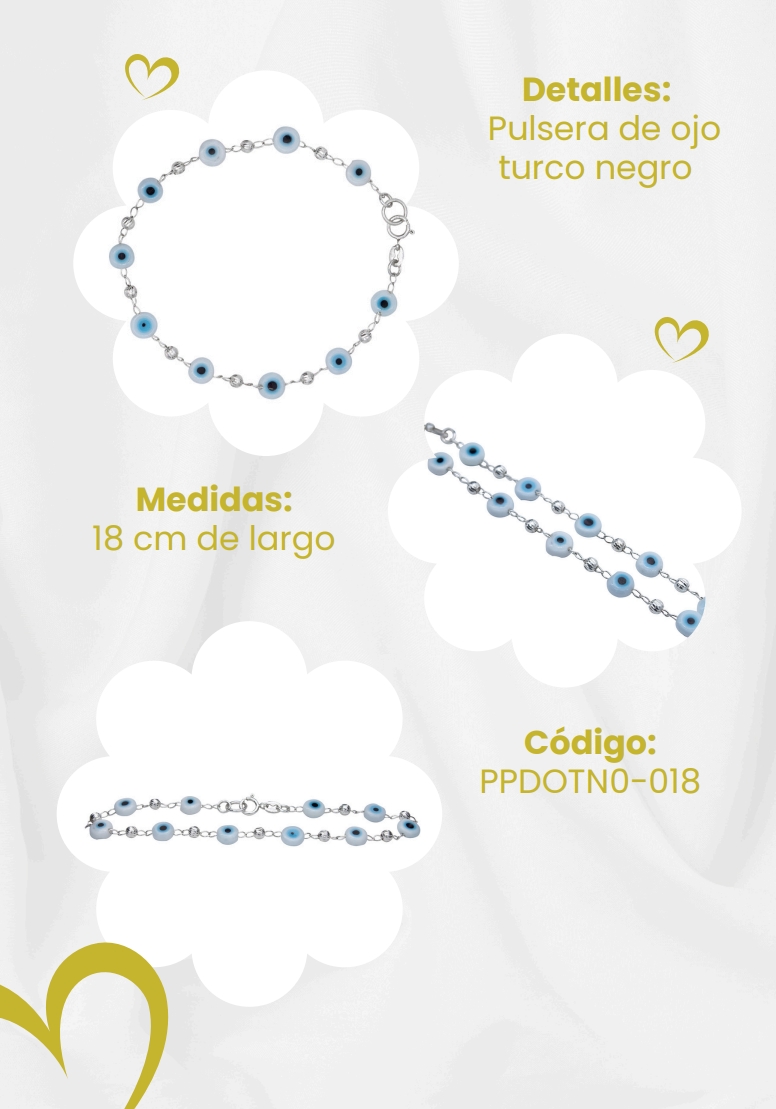 Detalles:
Pulsera de ojo
turco negro
Medidas:
18 cm de largo
Código:
PPDOTN0-018